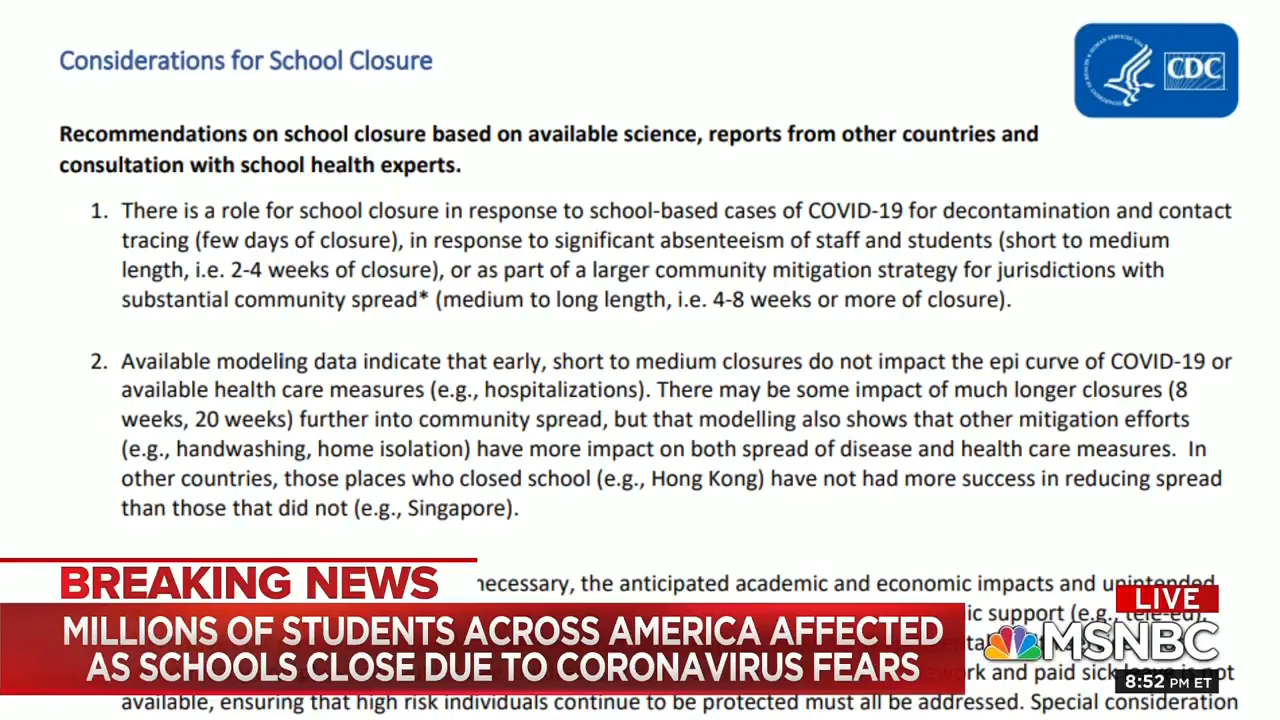 Considerations for School Closure
CDC
Recommendations on school closure based on available science, reports from other countries and
consultation with school health experts.
1. There is a role for school closure in response to school-based cases of COVID-19 for decontamination and contact
tracing (few days of closure), in response to significant absenteeism of staff and students (short to medium
length, i.e. 2-4 weeks of closure), or as part of a larger community mitigation strategy for jurisdictions with
substantial community spread* (medium to long length, i.e. 4-8 weeks or more of closure).
2. Available modeling data indicate that early, short to medium closures do not impact the epi curve of COVID-19 or
available health care measures (e.g., hospitalizations). There may be some impact of much longer closures (8
weeks, 20 weeks) further into community spread, but that modelling also shows that other mitigation efforts
(e.g., handwashing, home isolation) have more impact on both spread of disease and health care measures. In
other countries, those places who closed school (e.g., Hong Kong) have not had more success in reducing spread
than those that did not (e.g., Singapore).
BREAKING NEWS
necessary, the anticipated academic and economic impacts and unintended
LIVE
support (e.g., tele-ed),
MILLIONS OF STUDENTS ACROSS AMERICA AFFECTED
AS SCHOOLS CLOSE DUE TO CORONAVIRUS FEARS
MSNBC
and paid sick leave is not
8:52 PM ET
available, ensuring that high risk individuals continue to be protected must all be addressed. Special consideration